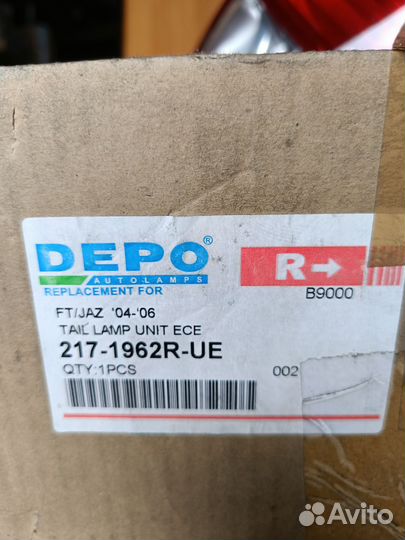 DEPO®
AUTOLAMPS
REPLACEMENT FOR
R→
B9000
FT/JAZ '04-'06
TAIL LAMP UNIT ECE
217-1962R-UE
QTY:1PCS
002
Avito